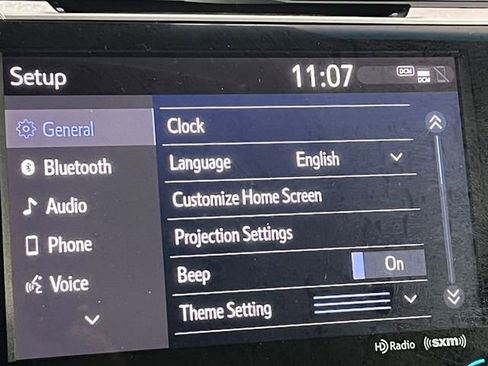 Setup
11:07
DCM
DCM
General
Bluetooth
Audio
Phone
Voice
Clock
Language English
Customize Home Screen
Projection Settings
Beep On
Theme Setting
HD Radio
((sxm))